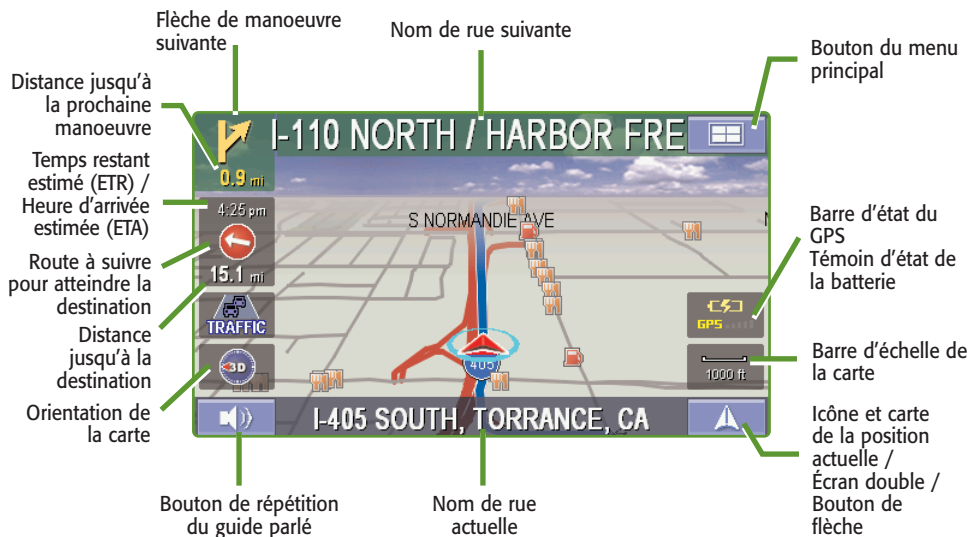 Flèche de manoeuvre
suivante
Nom de rue suivante
Bouton du menu
principal
Distance jusqu'à
la prochaine
manoeuvre
Temps restant
estimé (ETR) /
Heure d'arrivée
estimée (ETA)
Route à suivre
pour atteindre la
destination
Distance
jusqu'à la
destination
Orientation de
la carte
I-110 NORTH / HARBOR FRE
0.9 mi
4:25 pm
S NORMANDIE AVE
15.1 mi
TRAFFIC
3D
405
GPS
1000 ft
I-405 SOUTH, TORRANCE, CA
Barre d'état du
GPS
Témoin d'état de
la batterie
Barre d'échelle de
la carte
Icône et carte
de la position
actuelle /
Écran double /
Bouton de
flèche
Bouton de répétition
du guide parlé
Nom de rue
actuelle